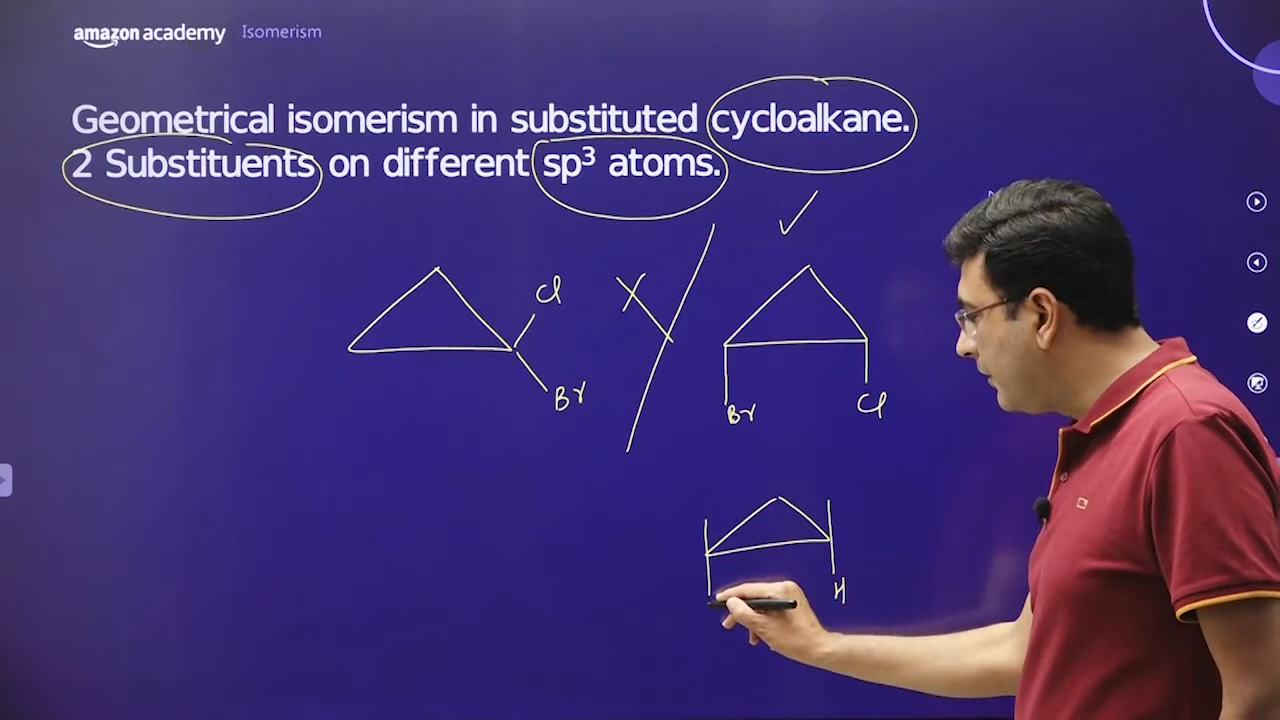 amazon academy Isomerism
Geometrical isomerism in substituted cycloalkane.
2 Substituents on different sp³ atoms.
Cl
Br
Br
Cl
H